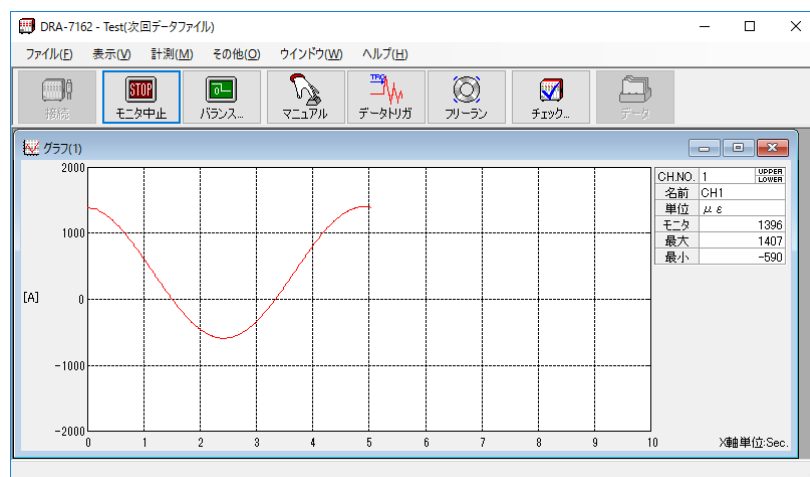 DRA-7162 - Test(次回データファイル)
ファイル(F) 表示(V) 計測(M) その他(O) ウインドウ(W) ヘルプ(H)
STOP TRG
接続 モニタ中止 バランス... マニュアル データトリガ フリーラン チェック... データ
グラフ(1)
2000
1000
[A] 0
-1000
-2000
0 1 2 3 4 5 6 7 8 9 10 X軸単位:Sec.
CH.NO. 1 UPPER LOWER
名前 CH1
単位 με
モニタ 1396
最大 1407
最小 -590